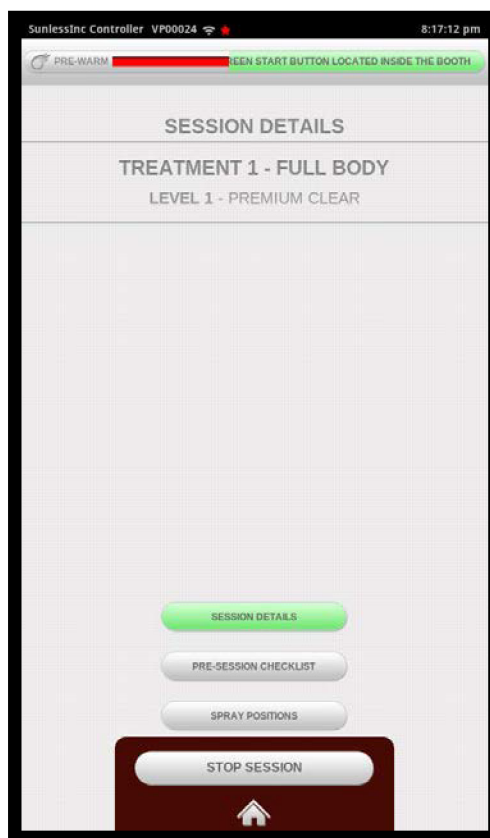 SunlessInc Controller VP00024 8:17:12 pm
PRE-WARM START BUTTON LOCATED INSIDE THE BOOTH
SESSION DETAILS
TREATMENT 1 - FULL BODY
LEVEL 1 - PREMIUM CLEAR
SESSION DETAILS
PRE-SESSION CHECKLIST
SPRAY POSITIONS
STOP SESSION